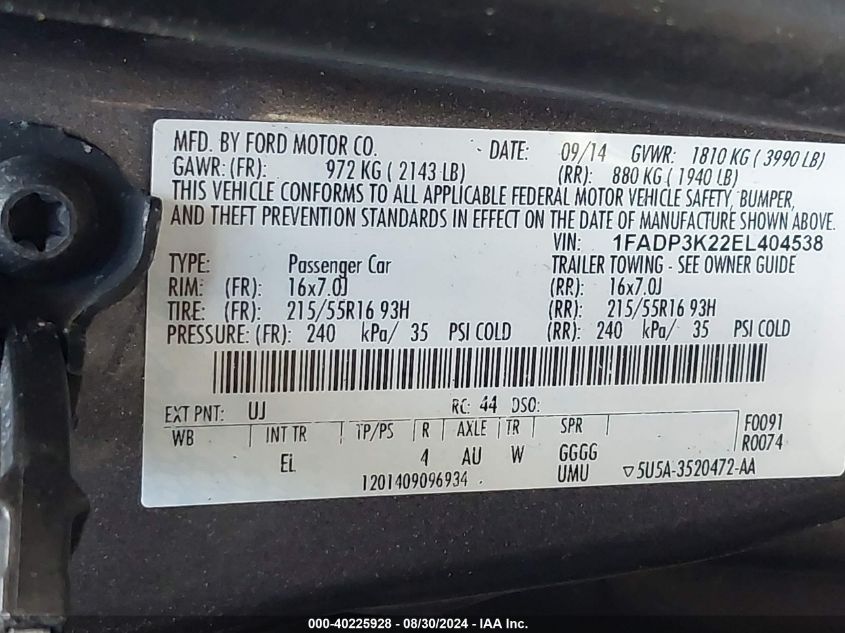 MFD. BY FORD MOTOR CO. DATE: 09/14 GVWR: 1810 KG ( 3990 LB)
GAWR: (FR): 972 KG ( 2143 LB) (RR): 880 KG ( 1940 LB)
THIS VEHICLE CONFORMS TO ALL APPLICABLE FEDERAL MOTOR VEHICLE SAFETY, BUMPER,
AND THEFT PREVENTION STANDARDS IN EFFECT ON THE DATE OF MANUFACTURE SHOWN ABOVE.
VIN: 1FADP3K22EL404538
TYPE: Passenger Car TRAILER TOWING - SEE OWNER GUIDE
RIM: (FR): 16x7.0J (RR): 16x7.0J
TIRE: (FR): 215/55R16 93H (RR): 215/55R16 93H
PRESSURE: (FR): 240 kPa/ 35 PSI COLD (RR): 240 kPa/ 35 PSI COLD
EXT PNT: UJ RC: 44 DSO:
WB INT TR TP/PS R AXLE TR SPR F0091
EL 4 AU W GGGG R0074
1201409096934 UMU ▽5U5A-3520472-AA
000-40225928 - 08/30/2024 - IAA Inc.